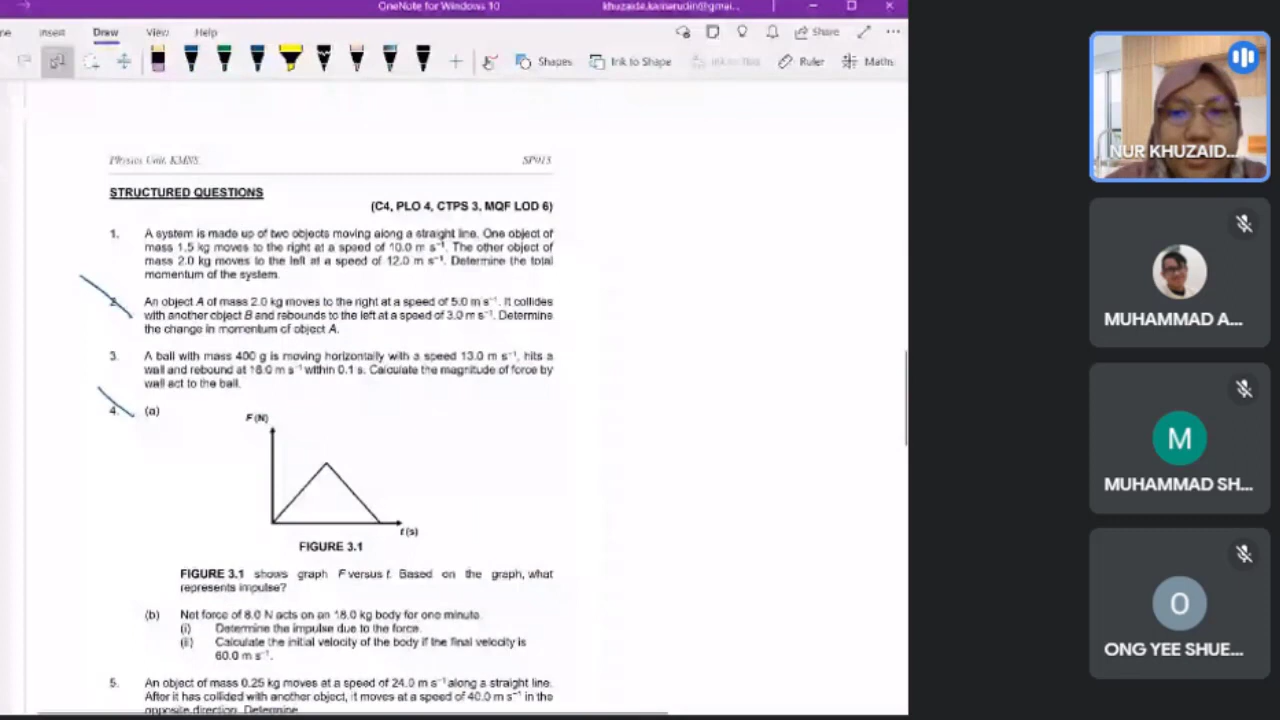 OneNote for Windows 10
khuzaida.kamarudin@gmai...
Insert
Draw
View
Help
Share
Shapes
Ink to Shape
Ink to Text
Ruler
Maths
Physics Unit, KMNS
SP015
STRUCTURED QUESTIONS
(C4, PLO 4, CTPS 3, MQF LOD 6)
1. A system is made up of two objects moving along a straight line. One object of
mass 1.5 kg moves to the right at a speed of 10.0 m s⁻¹. The other object of
mass 2.0 kg moves to the left at a speed of 12.0 m s⁻¹. Determine the total
momentum of the system.
2. An object A of mass 2.0 kg moves to the right at a speed of 5.0 m s⁻¹. It collides
with another object B and rebounds to the left at a speed of 3.0 m s⁻¹. Determine
the change in momentum of object A.
3. A ball with mass 400 g is moving horizontally with a speed 13.0 m s⁻¹, hits a
wall and rebound at 18.0 m s⁻¹ within 0.1 s. Calculate the magnitude of force by
wall act to the ball.
4. (a)
F (N)
t (s)
FIGURE 3.1
FIGURE 3.1 shows graph F versus t. Based on the graph, what
represents impulse?
(b) Net force of 8.0 N acts on an 18.0 kg body for one minute.
(i) Determine the impulse due to the force.
(ii) Calculate the initial velocity of the body if the final velocity is
60.0 m s⁻¹.
5. An object of mass 0.25 kg moves at a speed of 24.0 m s⁻¹ along a straight line.
After it has collided with another object, it moves at a speed of 40.0 m s⁻¹ in the
opposite direction. Determine
NUR KHUZAID...
MUHAMMAD A...
M
MUHAMMAD SH...
O
ONG YEE SHUE...